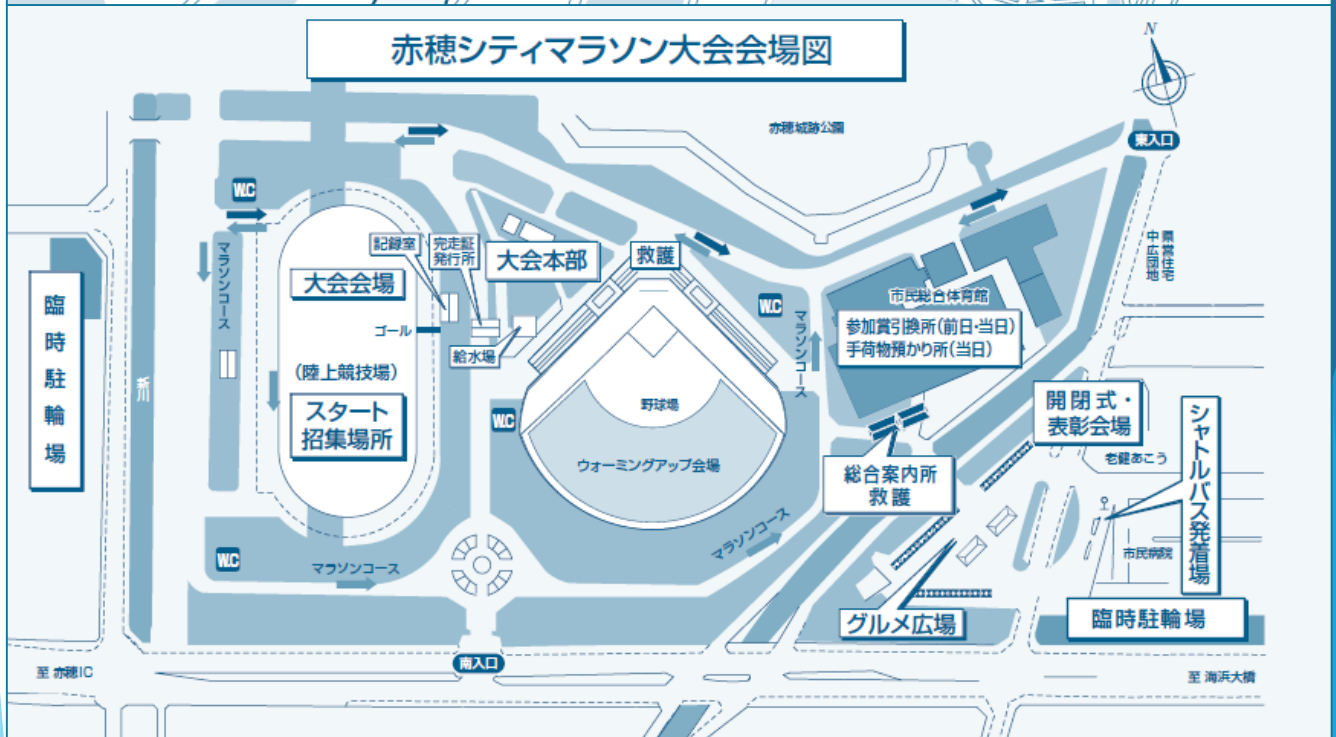 赤穂シティマラソン大会会場図
N
赤穂城跡公園
東入口
W.C
記録室
完走証
発行所
大会本部
救護
県営住宅
中広団地
マラソンコース
大会会場
W.C
市民総合体育館
参加賞引換所(前日・当日)
手荷物預かり所(当日)
臨時駐輪場
ゴール
給水場
マラソンコース
(陸上競技場)
スタート
招集場所
新川
W.C
野球場
ウォーミングアップ会場
開閉式・
表彰会場
シャトルバス発着場
老健あこう
総合案内所
救護
マラソンコース
W.C
マラソンコース
市民病院
グルメ広場
臨時駐輪場
南入口
至 赤穂IC
至 海浜大橋